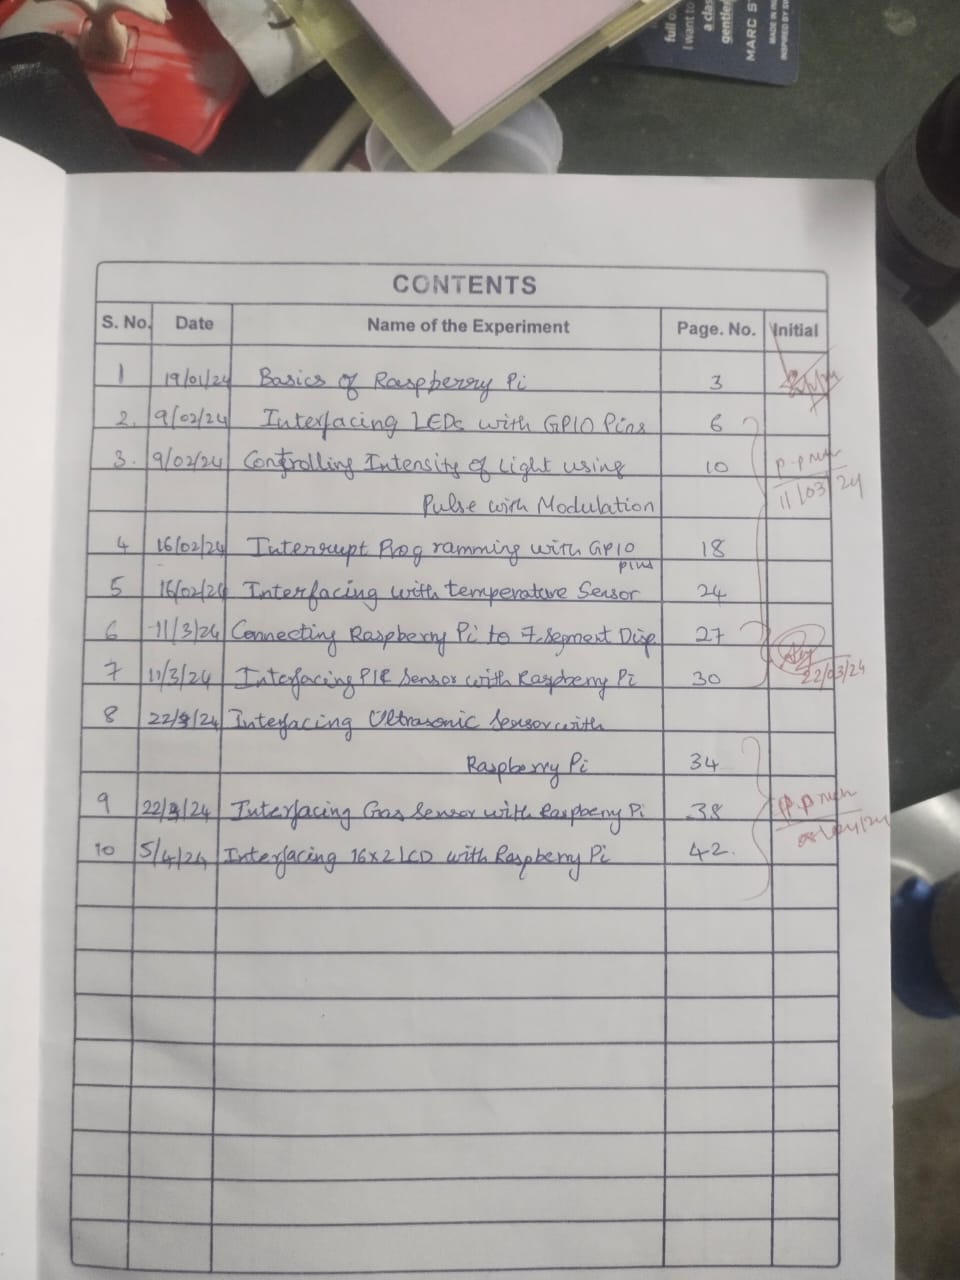 full o
I want to
a clas
gentle
MARC S
MADE IN IN
INSPIRED BY SW
CONTENTS
S. No. Date Name of the Experiment Page. No. Initial
1 19/01/24 Basics of Raspberry Pi 3
2. 9/02/24 Interfacing LEDs with GPIO Pins 6
3. 9/02/24 Controlling Intensity of Light using 10
11/03/24
Pulse with Modulation
4 16/02/24 Interrupt Programming with GPIO 18
pins
5 16/02/24 Interfacing with temperature Sensor 24
6 11/3/24 Connecting Raspberry Pi to 7-Segment Disp. 27
7 11/3/24 Interfacing PIR Sensor with Raspberry Pi 30 22/03/24
8 22/3/24 Interfacing Ultrasonic Sensor with
Raspberry Pi 34
9 22/3/24 Interfacing Gas Sensor with Raspberry Pi 38
10 5/4/24 Interfacing 16x2 LCD with Raspberry Pi 42.